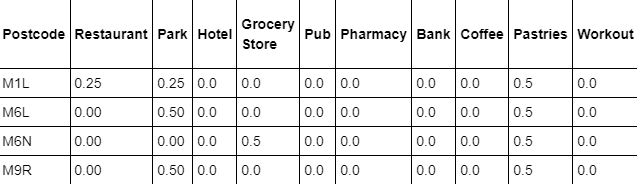 Postcode Restaurant Park Hotel Grocery Store Pub Pharmacy Bank Coffee Pastries Workout
M1L 0.25 0.25 0.0 0.0 0.0 0.0 0.0 0.0 0.5 0.0
M6L 0.00 0.50 0.0 0.0 0.0 0.0 0.0 0.0 0.5 0.0
M6N 0.00 0.00 0.0 0.5 0.0 0.0 0.0 0.0 0.5 0.0
M9R 0.00 0.50 0.0 0.0 0.0 0.0 0.0 0.0 0.5 0.0